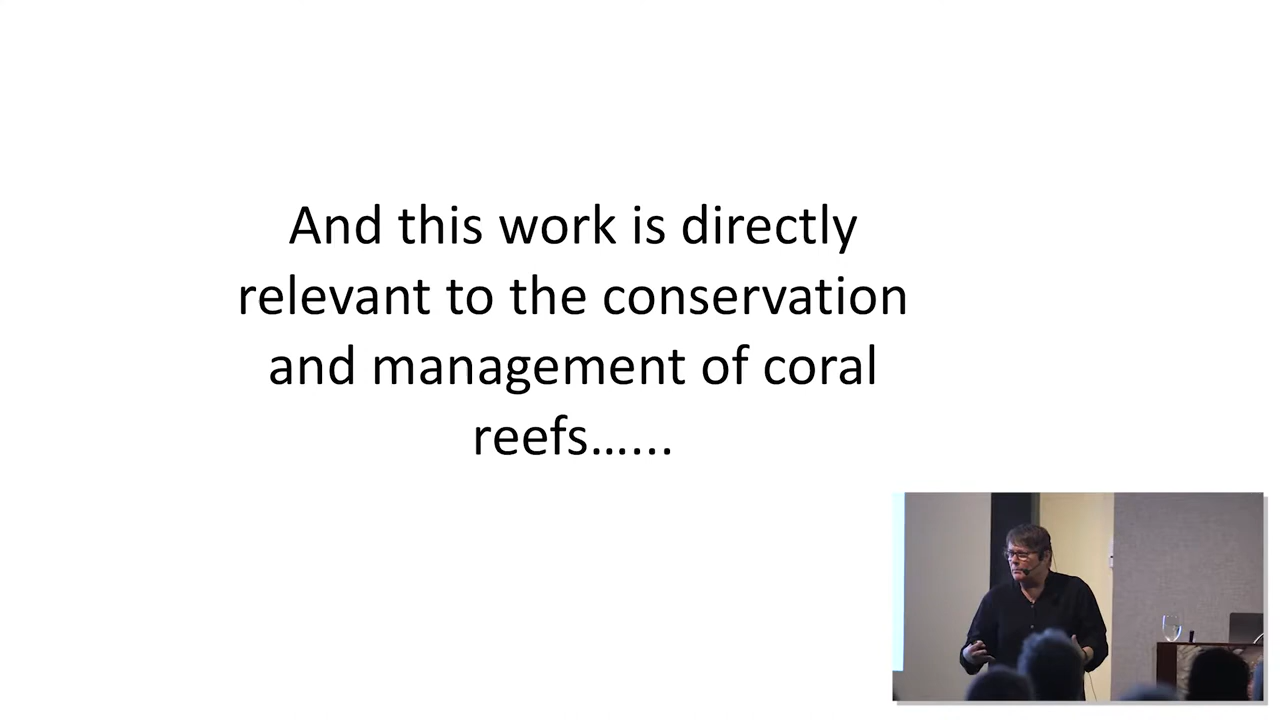 And this work is directly
relevant to the conservation
and management of coral
reefs…...